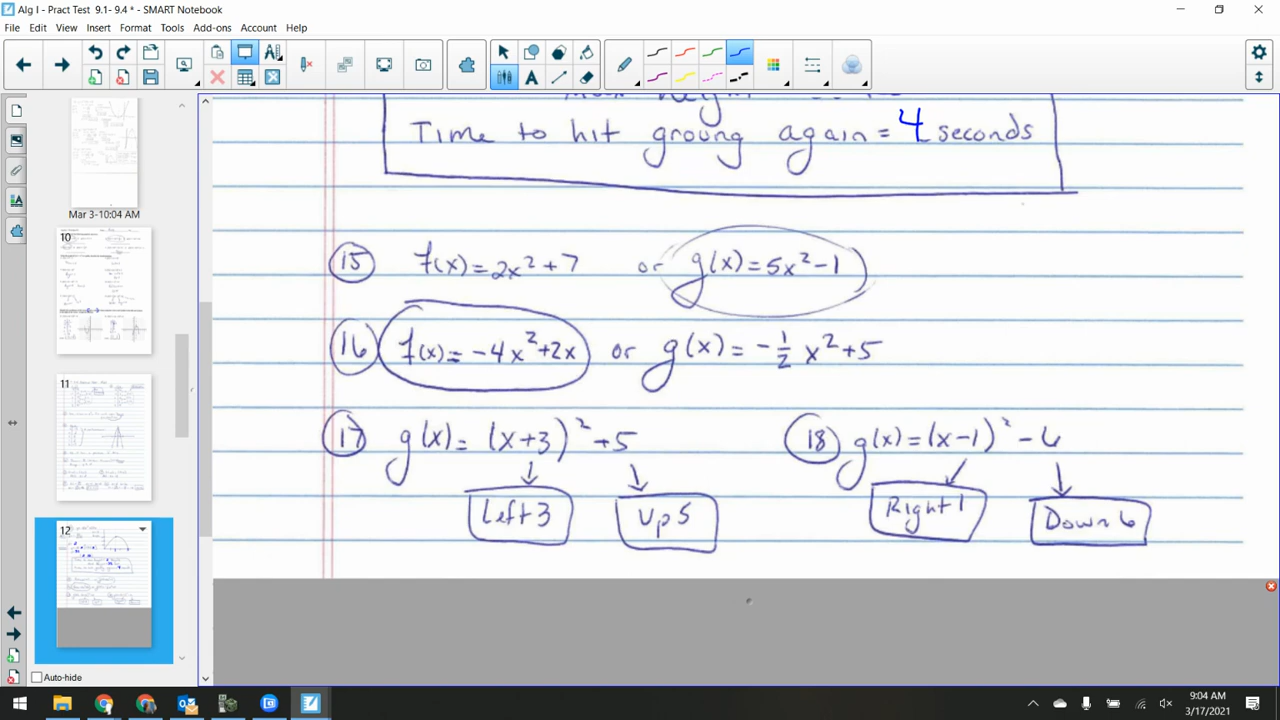 Alg I - Pract Test 9.1- 9.4 * - SMART Notebook
File Edit View Insert Format Tools Add-ons Account Help
Time to hit groung again = 4 seconds
Mar 3-10:04 AM
10
15 f(x) = 2x² + 7 or g(x) = 5x² - 1
16 f(x) = -4x² + 2x or g(x) = -1/2 x² + 5
11
17 g(x) = (x+3)² + 5 18 g(x) = (x-1)² - 6
Left 3 Up 5 Right 1 Down 6
12
Auto-hide
9:04 AM
3/17/2021